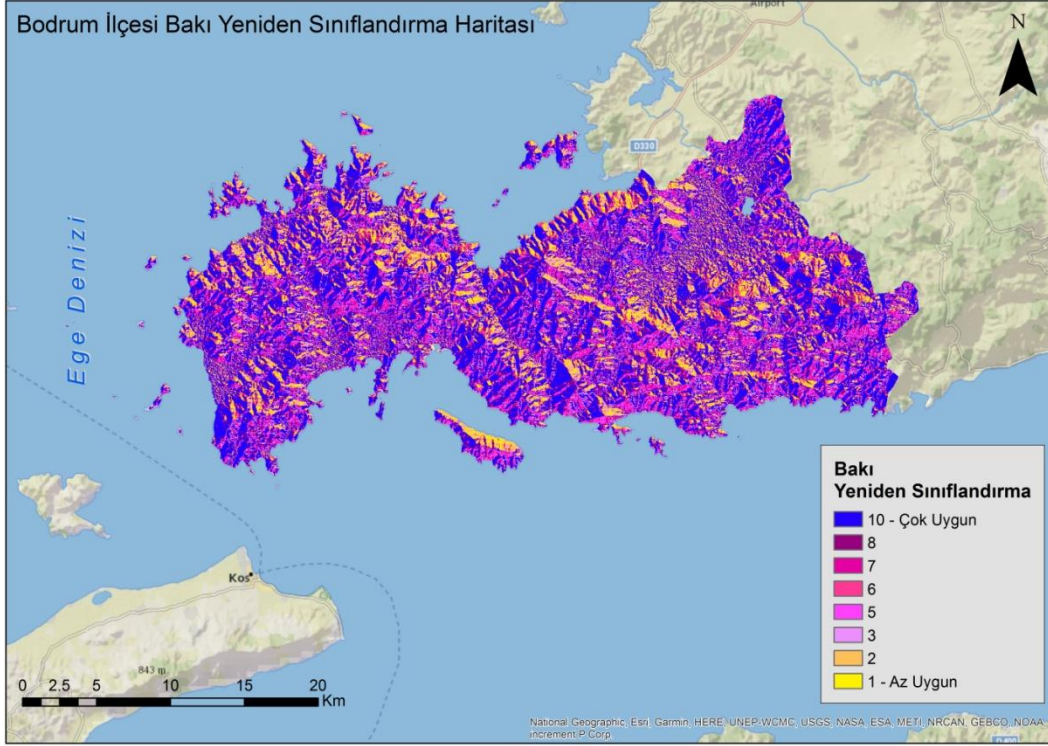 Bodrum İlçesi Bakı Yeniden Sınıflandırma Haritası
Airport
N
D330
Ege Denizi
Bakı
Yeniden Sınıflandırma
10 - Çok Uygun
8
7
6
5
3
2
1 - Az Uygun
Kos
843 m
0 2.5 5 10 15 20
Km
National Geographic, Esri, Garmin, HERE, UNEP-WCMC, USGS, NASA, ESA, METI, NRCAN, GEBCO, NOAA,
increment P Corp.
D400